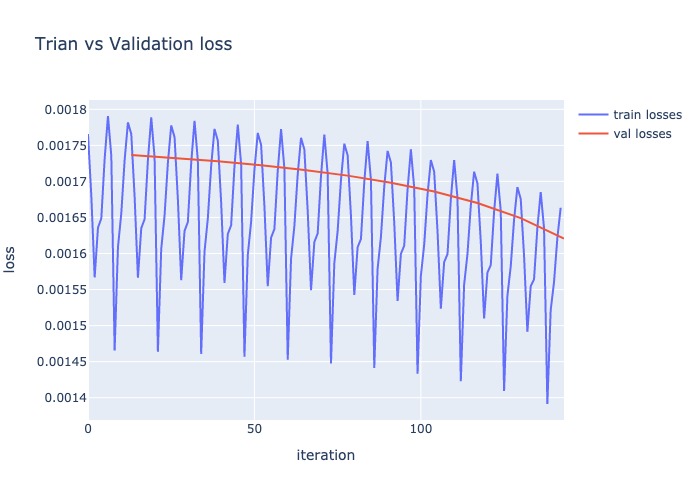 Trian vs Validation loss
train losses
val losses
0.0018
0.00175
0.0017
0.00165
0.0016
0.00155
0.0015
0.00145
0.0014
loss
0
50
100
iteration